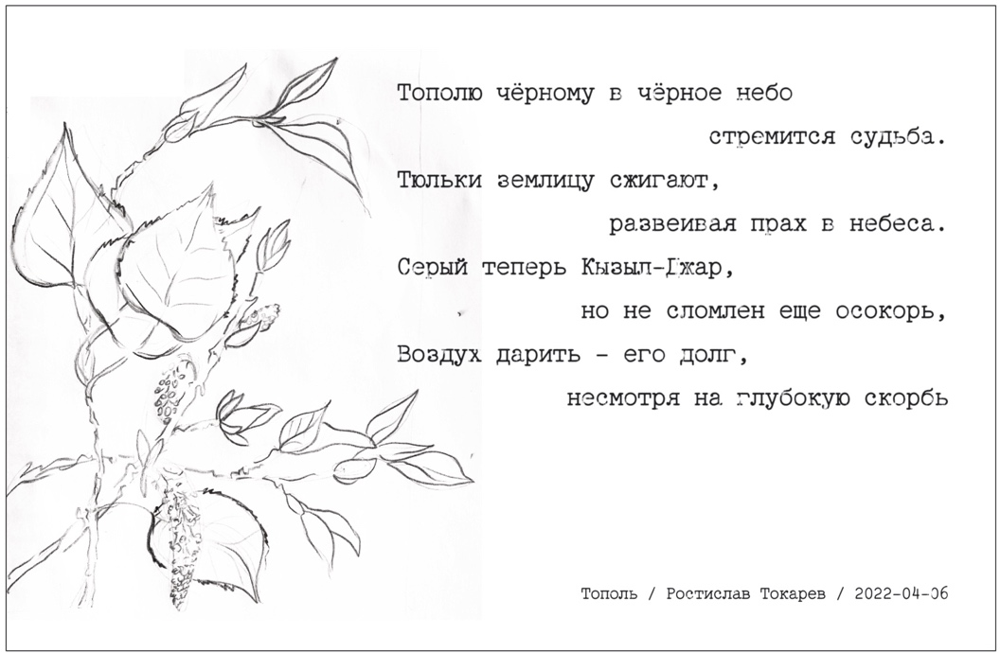 Тополю чёрному в чёрное небо
стремится судьба.
Тюльки землицу сжигают,
развеивая прах в небеса.
Серый теперь Кызыл-Джар,
но не сломлен еще осокорь,
Воздух дарить - его долг,
несмотря на глубокую скорбь
Тополь / Ростислав Токарев / 2022-04-06